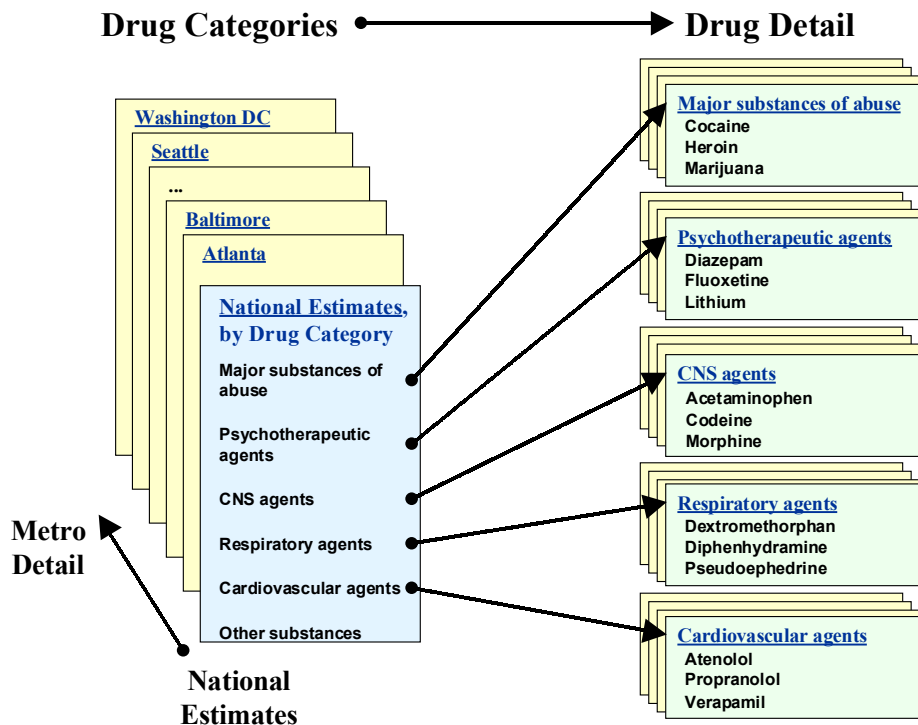 Drug Categories
Drug Detail
Washington DC
Seattle
...
Baltimore
Atlanta
National Estimates,
by Drug Category
Major substances of
abuse
Psychotherapeutic
agents
CNS agents
Respiratory agents
Cardiovascular agents
Other substances
Metro
Detail
National
Estimates
Major substances of abuse
Cocaine
Heroin
Marijuana
Psychotherapeutic agents
Diazepam
Fluoxetine
Lithium
CNS agents
Acetaminophen
Codeine
Morphine
Respiratory agents
Dextromethorphan
Diphenhydramine
Pseudoephedrine
Cardiovascular agents
Atenolol
Propranolol
Verapamil